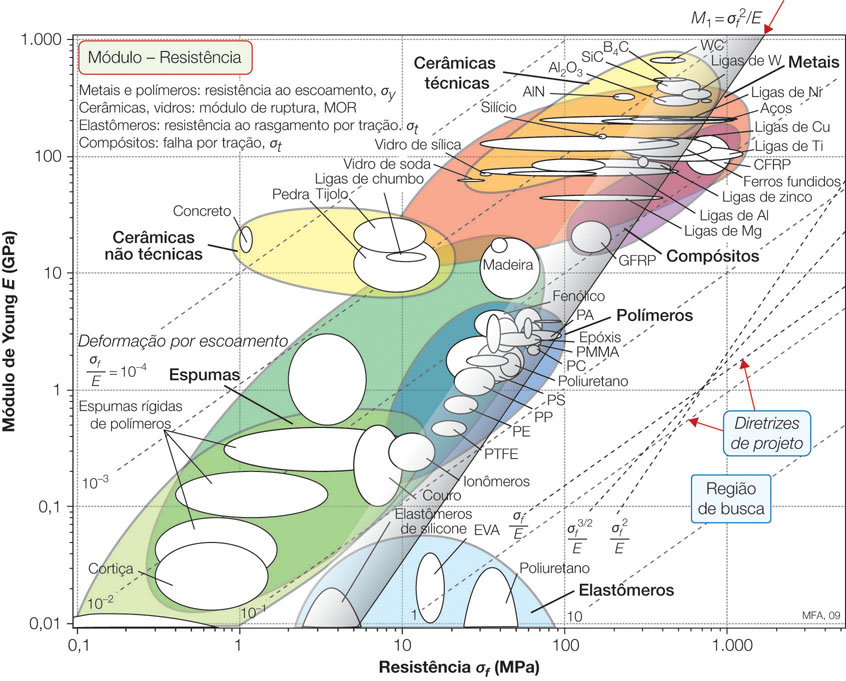 M₁ = σf²/E
1.000
100
10
1
0,1
0,01
Módulo de Young E (GPa)
Módulo – Resistência
Metais e polímeros: resistência ao escoamento, σy
Cerâmicas, vidros: módulo de ruptura, MOR
Elastômeros: resistência ao rasgamento por tração. σt
Compósitos: falha por tração, σt
Cerâmicas
técnicas
B₄C
SiC
Al₂O₃
AlN
Silício
WC
Ligas de W
Metais
Ligas de Ni
Aços
Ligas de Cu
Ligas de Ti
CFRP
Ferros fundidos
Ligas de zinco
Ligas de Al
Ligas de Mg
Vidro de sílica
Vidro de soda
Ligas de chumbo
Pedra
Tijolo
Concreto
Cerâmicas
não técnicas
GFRP
Compósitos
Madeira
Fenólico
PA
Polímeros
Epóxis
PMMA
PC
Poliuretano
PS
PP
PE
PTFE
Ionômeros
Couro
Deformação por escoamento
σf
E
= 10⁻⁴
Espumas
Espumas rígidas
de polímeros
10⁻³
Cortiça
10⁻²
10⁻¹
1
10
Elastômeros
de silicone
EVA
σf
E
σf³/²
E
σf²
E
Diretrizes
de projeto
Região
de busca
Poliuretano
Elastômeros
MFA, 09
0,1
1
10
100
1.000
Resistência σf (MPa)